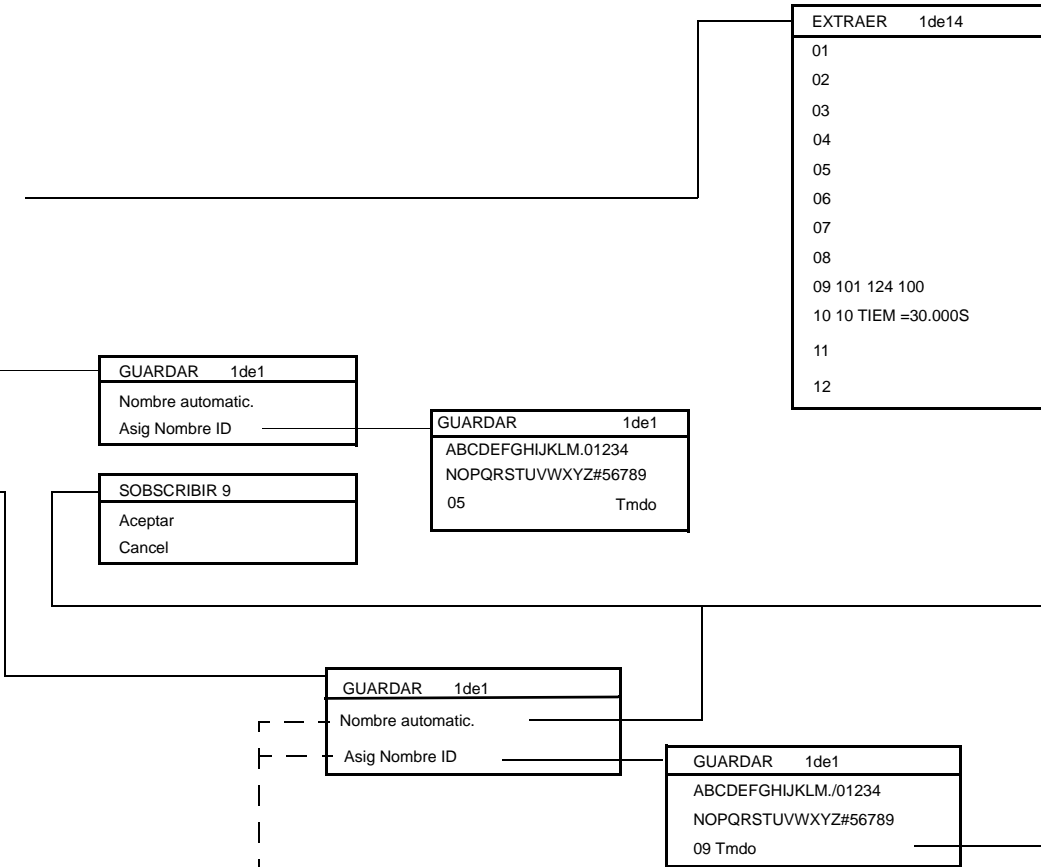 EXTRAER 1de14
01
02
03
04
05
06
07
08
09 101 124 100
10 10 TIEM =30.000S
11
12
GUARDAR 1de1
Nombre automatic.
Asig Nombre ID
GUARDAR 1de1
ABCDEFGHIJKLM.01234
NOPQRSTUVWXYZ#56789
05 Tmdo
SOBSCRIBIR 9
Aceptar
Cancel
GUARDAR 1de1
Nombre automatic.
Asig Nombre ID
GUARDAR 1de1
ABCDEFGHIJKLM./01234
NOPQRSTUVWXYZ#56789
09 Tmdo